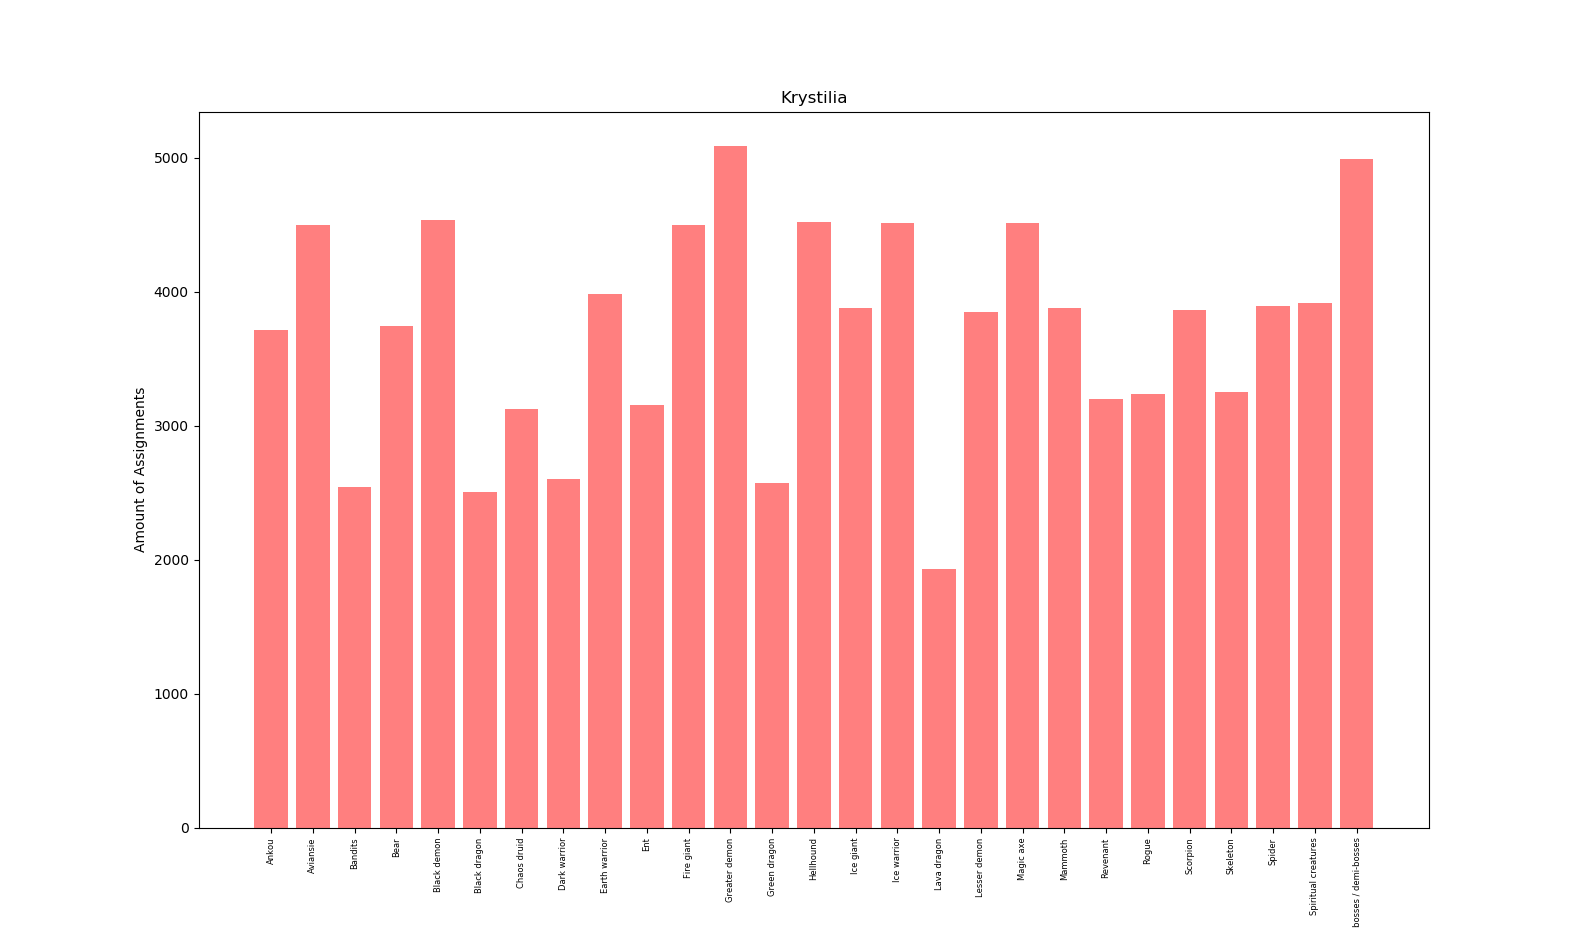 Krystilia
Amount of Assignments
5000
4000
3000
2000
1000
0
Ankou
Aviansie
Bandits
Bear
Black demon
Black dragon
Chaos druid
Dark warrior
Earth warrior
Ent
Fire giant
Greater demon
Green dragon
Hellhound
Ice giant
Ice warrior
Lava dragon
Lesser demon
Magic axe
Mammoth
Revenant
Rogue
Scorpion
Skeleton
Spider
Spiritual creatures
bosses / demi-bosses